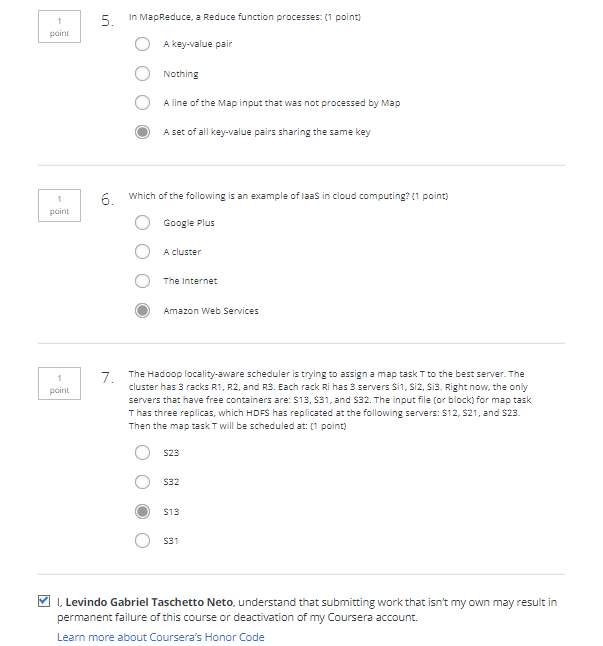 1
point
5.
In MapReduce, a Reduce function processes: (1 point)
A key-value pair
Nothing
A line of the Map input that was not processed by Map
A set of all key-value pairs sharing the same key
1
point
6.
Which of the following is an example of IaaS in cloud computing? (1 point)
Google Plus
A cluster
The Internet
Amazon Web Services
1
point
7.
The Hadoop locality-aware scheduler is trying to assign a map task T to the best server. The
cluster has 3 racks R1, R2, and R3. Each rack Ri has 3 servers Si1, Si2, Si3. Right now, the only
servers that have free containers are: S13, S31, and S32. The input file (or block) for map task
T has three replicas, which HDFS has replicated at the following servers: S12, S21, and S23.
Then the map task T will be scheduled at: (1 point)
S23
S32
S13
S31
I, Levindo Gabriel Taschetto Neto, understand that submitting work that isn't my own may result in
permanent failure of this course or deactivation of my Coursera account.
Learn more about Coursera's Honor Code